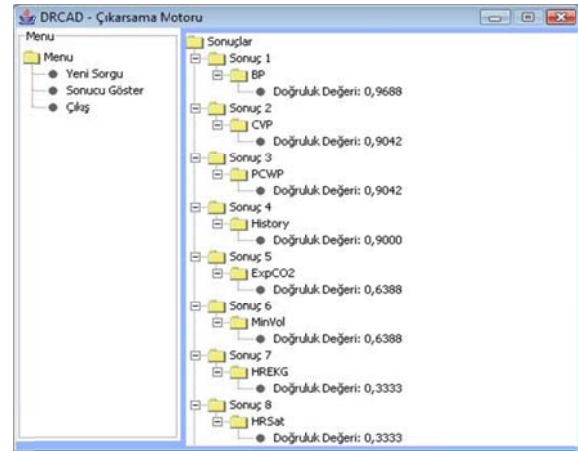 DRCAD - Çıkarsama Motoru
Menu
Menu
Yeni Sorgu
Sonucu Göster
Çıkış
Sonuçlar
Sonuç 1
BP
Doğruluk Değeri: 0,9688
Sonuç 2
CVP
Doğruluk Değeri: 0,9042
Sonuç 3
PCWP
Doğruluk Değeri: 0,9042
Sonuç 4
History
Doğruluk Değeri: 0,9000
Sonuç 5
ExpCO2
Doğruluk Değeri: 0,6388
Sonuç 6
MinVol
Doğruluk Değeri: 0,6388
Sonuç 7
HREKG
Doğruluk Değeri: 0,3333
Sonuç 8
HRSat
Doğruluk Değeri: 0,3333